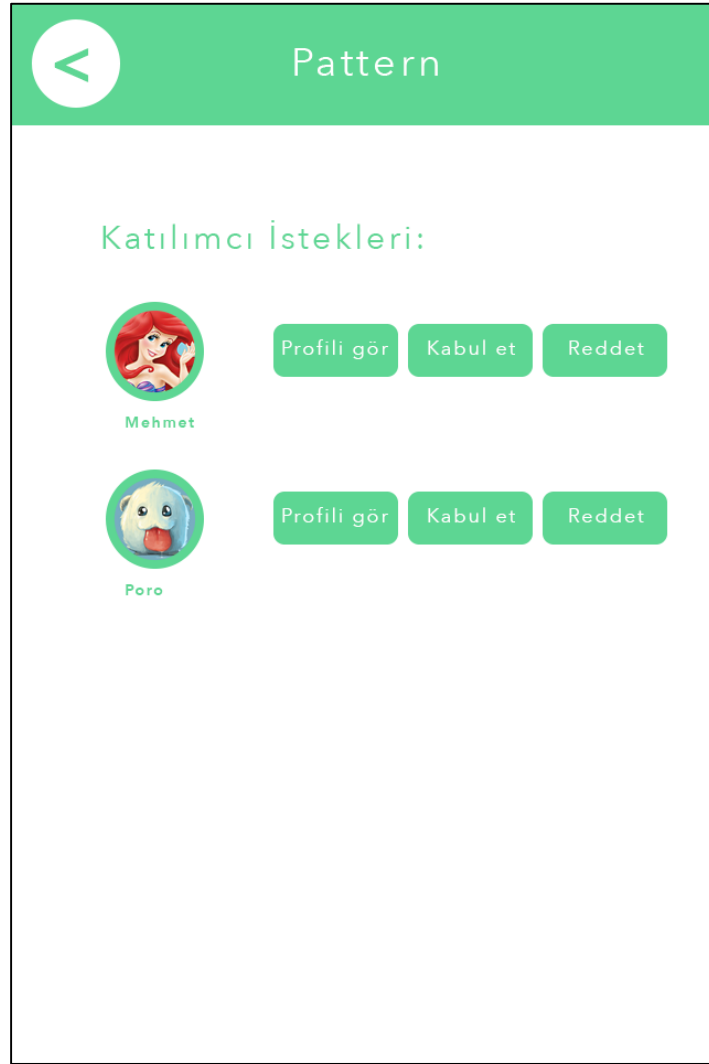 <
Pattern
Katılımcı İstekleri:
Profili gör Kabul et Reddet
Mehmet
Profili gör Kabul et Reddet
Poro